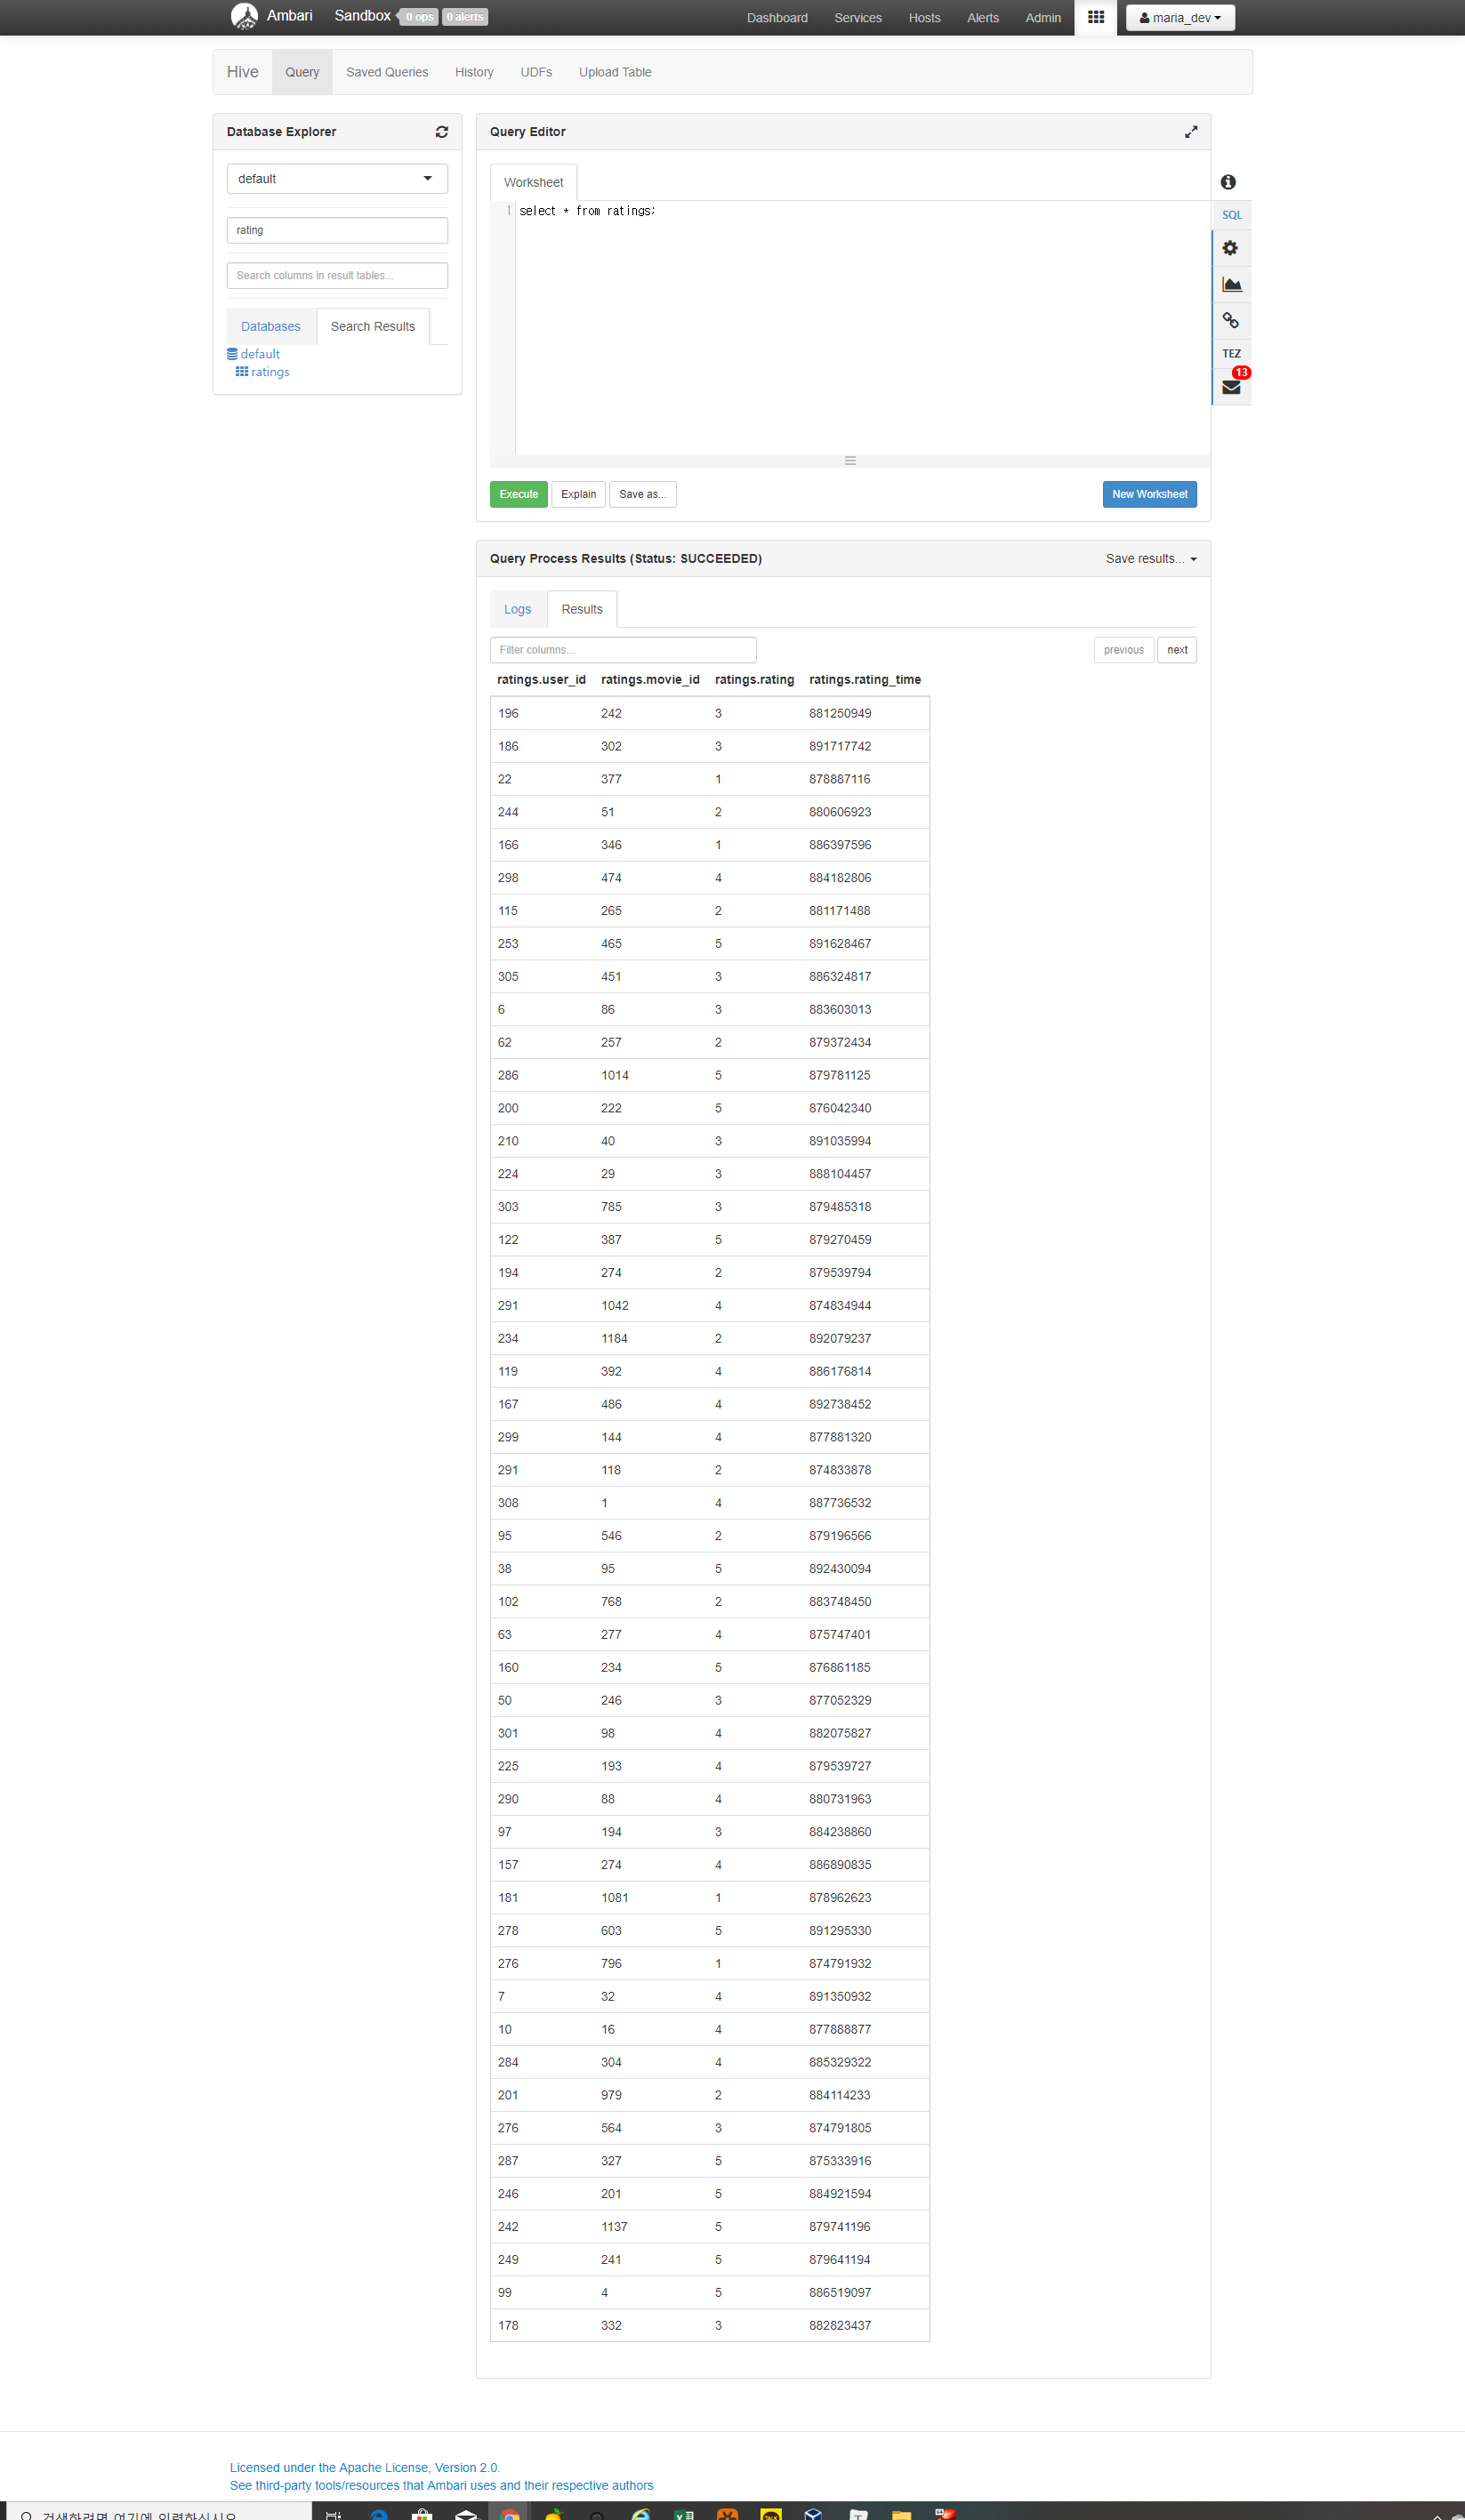 Ambari Sandbox 0 ops 0 alerts Dashboard Services Hosts Alerts Admin maria_dev
Hive Query Saved Queries History UDFs Upload Table
Database Explorer
default
rating
Search columns in result tables...
Databases Search Results
default
ratings
Query Editor
Worksheet
1 select * from ratings;
SQL
TEZ
13
Execute Explain Save as... New Worksheet
Query Process Results (Status: SUCCEEDED) Save results...
Logs Results
Filter columns... previous next
ratings.user_id ratings.movie_id ratings.rating ratings.rating_time
196 242 3 881250949
186 302 3 891717742
22 377 1 878887116
244 51 2 880606923
166 346 1 886397596
298 474 4 884182806
115 265 2 881171488
253 465 5 891628467
305 451 3 886324817
6 86 3 883603013
62 257 2 879372434
286 1014 5 879781125
200 222 5 876042340
210 40 3 891035994
224 29 3 888104457
303 785 3 879485318
122 387 5 879270459
194 274 2 879539794
291 1042 4 874834944
234 1184 2 892079237
119 392 4 886176814
167 486 4 892738452
299 144 4 877881320
291 118 2 874833878
308 1 4 887736532
95 546 2 879196566
38 95 5 892430094
102 768 2 883748450
63 277 4 875747401
160 234 5 876861185
50 246 3 877052329
301 98 4 882075827
225 193 4 879539727
290 88 4 880731963
97 194 3 884238860
157 274 4 886890835
181 1081 1 878962623
278 603 5 891295330
276 796 1 874791932
7 32 4 891350932
10 16 4 877888877
284 304 4 885329322
201 979 2 884114233
276 564 3 874791805
287 327 5 875333916
246 201 5 884921594
242 1137 5 879741196
249 241 5 879641194
99 4 5 886519097
178 332 3 882823437
Licensed under the Apache License, Version 2.0.
See third-party tools/resources that Ambari uses and their respective authors
검색하려면 여기에 입력하십시오